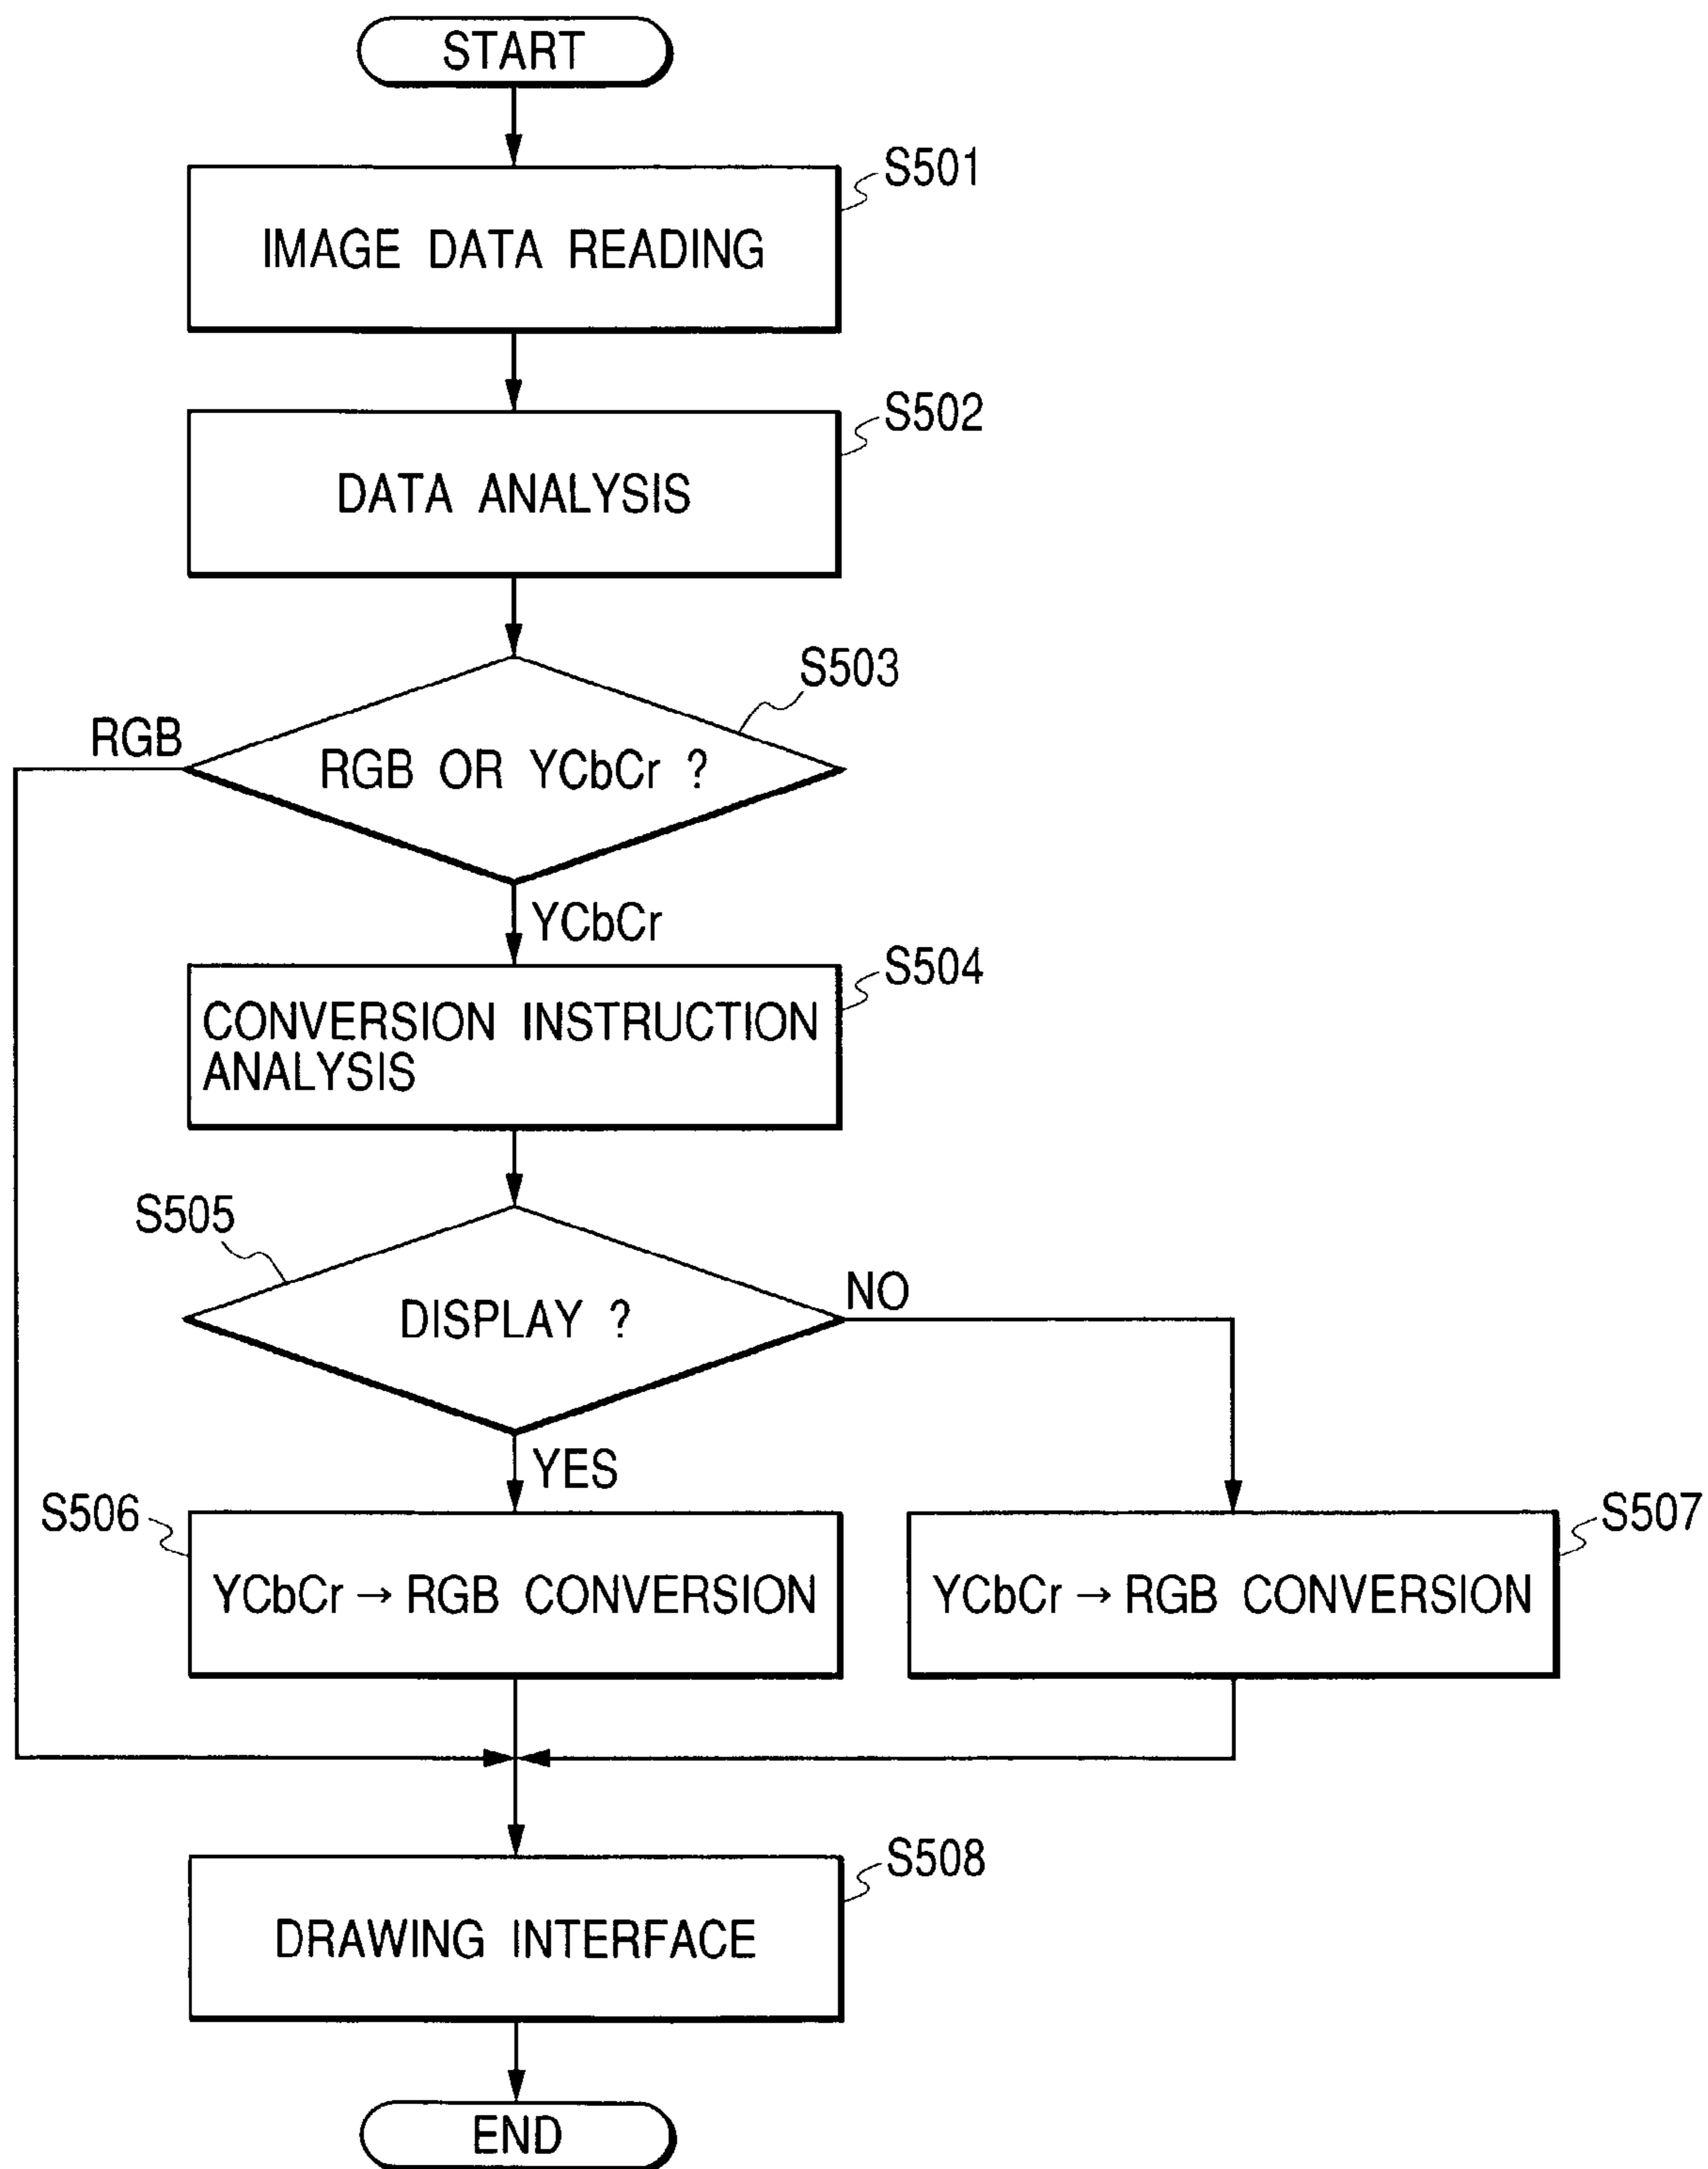 START
S501
IMAGE DATA READING
S502
DATA ANALYSIS
S503
RGB
RGB OR YCbCr ?
YCbCr
S504
CONVERSION INSTRUCTION
ANALYSIS
S505
DISPLAY ?
NO
YES
S506
YCbCr → RGB CONVERSION
S507
YCbCr → RGB CONVERSION
S508
DRAWING INTERFACE
END